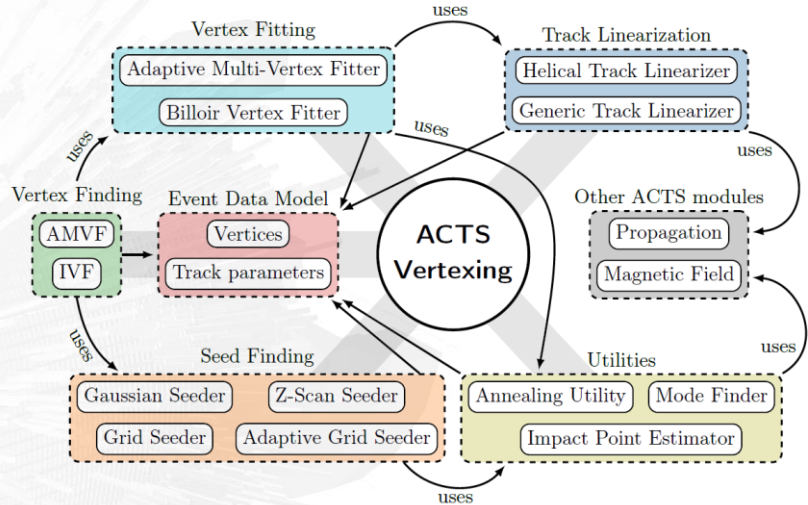 Vertex Fitting
uses
Track Linearization
Adaptive Multi-Vertex Fitter
Helical Track Linearizer
Billoir Vertex Fitter
Generic Track Linearizer
uses
uses
uses
Vertex Finding
Event Data Model
Other ACTS modules
AMVF
Vertices
ACTS
Vertexing
Propagation
IVF
Track parameters
Magnetic Field
uses
Seed Finding
Utilities
uses
Gaussian Seeder
Z-Scan Seeder
Annealing Utility
Mode Finder
Grid Seeder
Adaptive Grid Seeder
Impact Point Estimator
uses